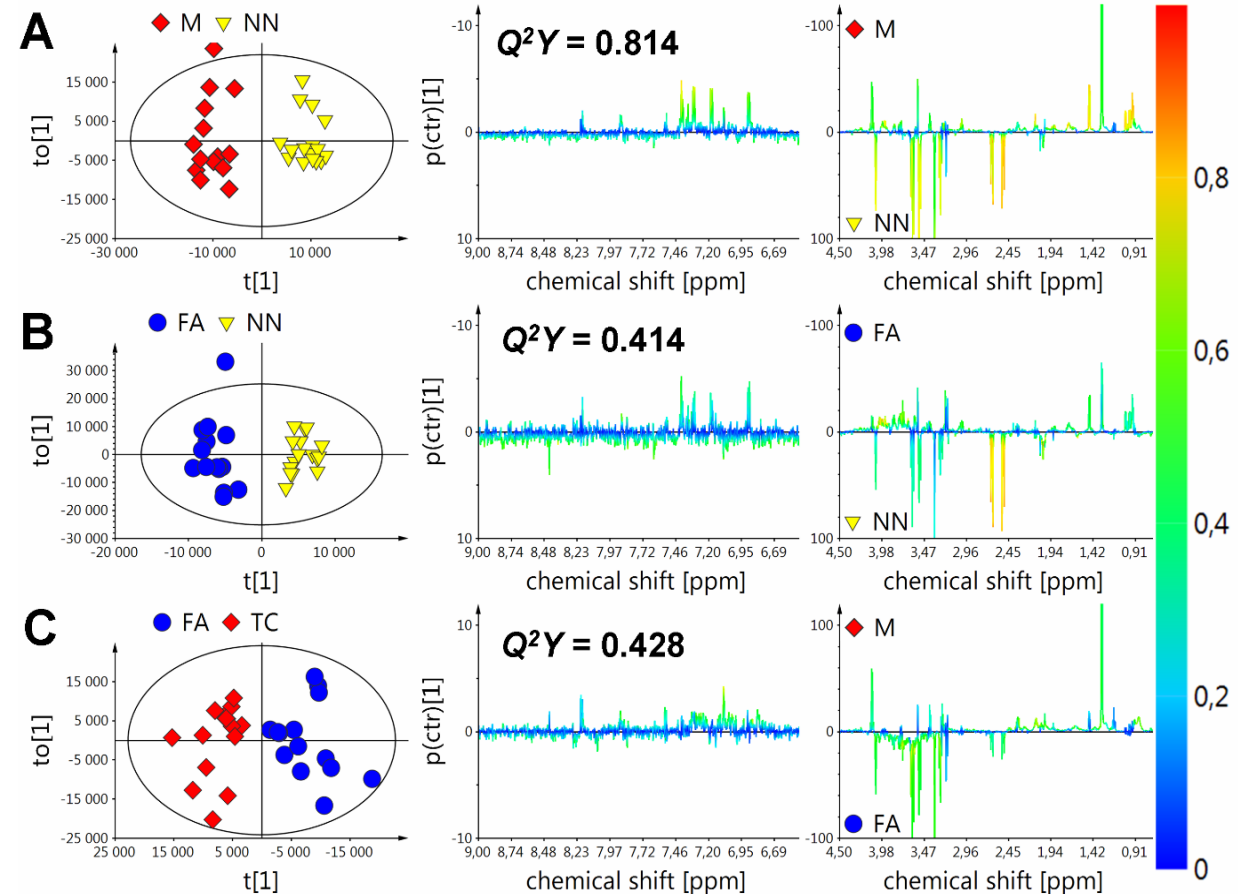 A
M NN
15 000
5 000
-5 000
-15 000
-25 000
to[1]
-30 000 -10 000 10 000
t[1]
Q²Y = 0.814
-10
0
10
p(ctr)[1]
9,00 8,74 8,48 8,23 7,97 7,72 7,46 7,20 6,95 6,69
chemical shift [ppm]
M
-100
0
100
NN
4,50 3,98 3,47 2,96 2,45 1,94 1,42 0,91
chemical shift [ppm]
B
FA NN
30 000
20 000
10 000
0
-10 000
-20 000
-30 000
to[1]
-20 000 -10 000 0 10 000
t[1]
Q²Y = 0.414
-10
0
10
p(ctr)[1]
9,00 8,74 8,48 8,23 7,97 7,72 7,46 7,20 6,95 6,69
chemical shift [ppm]
FA
-100
0
100
NN
4,50 3,98 3,47 2,96 2,45 1,94 1,42 0,91
chemical shift [ppm]
C
FA TC
15 000
5 000
-5 000
-15 000
-25 000
to[1]
25 000 15 000 5 000 -5 000 -15 000
t[1]
Q²Y = 0.428
10
0
-10
p(ctr)[1]
9,00 8,74 8,48 8,23 7,97 7,72 7,46 7,20 6,95 6,69
chemical shift [ppm]
M
100
0
-100
FA
4,50 3,98 3,47 2,96 2,45 1,94 1,42 0,91
chemical shift [ppm]
0,8
0,6
0,4
0,2
0